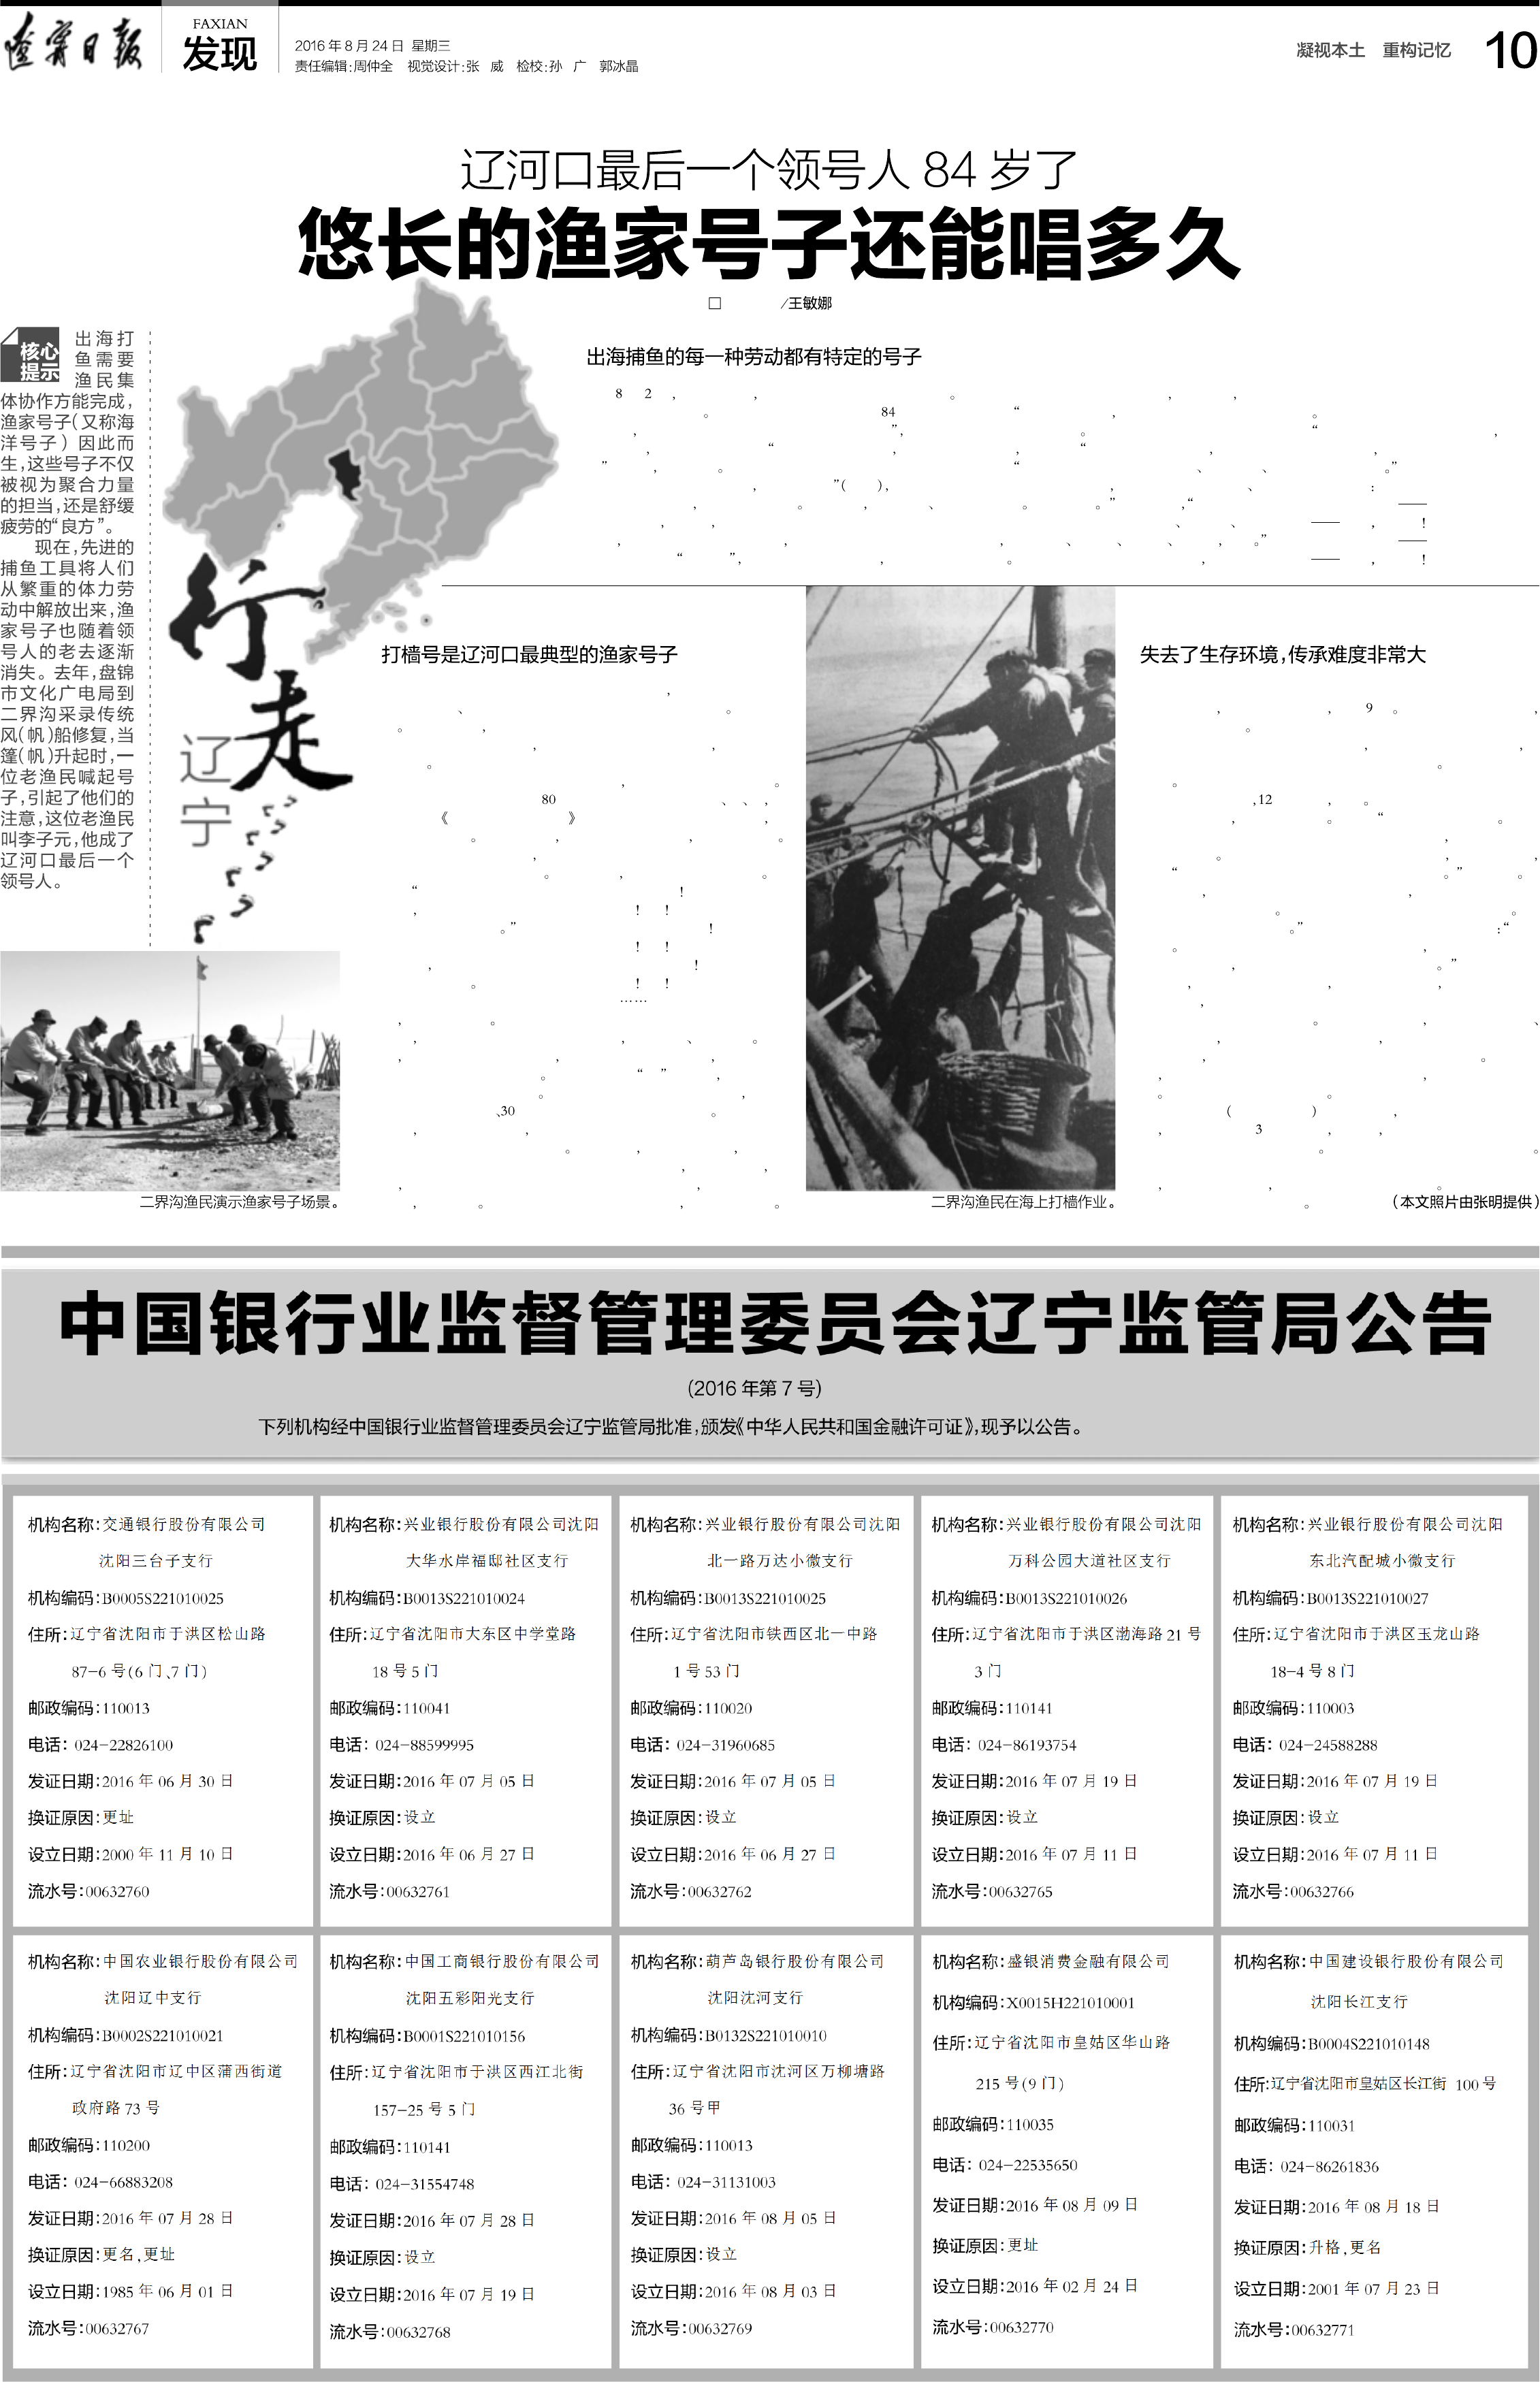 辽宁日报
FAXIAN
发现
2016年8月24日 星期三
责任编辑:周仲全 视觉设计:张 威 检校:孙 广 郭冰晶
凝视本土 重构记忆
10
辽河口最后一个领号人84岁了
悠长的渔家号子还能唱多久
□ /王敏娜
核心
提示
出海打
鱼需要
渔民集
体协作方能完成，
渔家号子(又称海
洋号子)因此而
生，这些号子不仅
被视为聚合力量
的担当，还是舒缓
疲劳的“良方”。
现在，先进的
捕鱼工具将人们
从繁重的体力劳
动中解放出来，渔
家号子也随着领
号人的老去逐渐
消失。去年，盘锦
市文化广电局到
二界沟采录传统
风(帆)船修复，当
篷(帆)升起时，一
位老渔民喊起号
子，引起了他们的
注意，这位老渔民
叫李子元，他成了
辽河口最后一个
领号人。
行走
辽宁
出海捕鱼的每一种劳动都有特定的号子
8 2
84
打樯号是辽河口最典型的渔家号子
80
30
失去了生存环境，传承难度非常大
9
12
3
二界沟渔民演示渔家号子场景。
二界沟渔民在海上打樯作业。
(本文照片由张明提供)
中国银行业监督管理委员会辽宁监管局公告
(2016年第7号)
下列机构经中国银行业监督管理委员会辽宁监管局批准，颁发《中华人民共和国金融许可证》，现予以公告。
机构名称:交通银行股份有限公司
沈阳三台子支行
机构编码:B0005S221010025
住所:辽宁省沈阳市于洪区松山路
87-6号(6门、7门)
邮政编码:110013
电话: 024-22826100
发证日期:2016年06月30日
换证原因:更址
设立日期:2000年11月10日
流水号:00632760
机构名称:兴业银行股份有限公司沈阳
大华水岸福邸社区支行
机构编码:B0013S221010024
住所:辽宁省沈阳市大东区中学堂路
18号5门
邮政编码:110041
电话: 024-88599995
发证日期:2016年07月05日
换证原因:设立
设立日期:2016年06月27日
流水号:00632761
机构名称:兴业银行股份有限公司沈阳
北一路万达小微支行
机构编码:B0013S221010025
住所:辽宁省沈阳市铁西区北一中路
1号53门
邮政编码:110020
电话: 024-31960685
发证日期:2016年07月05日
换证原因:设立
设立日期:2016年06月27日
流水号:00632762
机构名称:兴业银行股份有限公司沈阳
万科公园大道社区支行
机构编码:B0013S221010026
住所:辽宁省沈阳市于洪区渤海路21号
3门
邮政编码:110141
电话: 024-86193754
发证日期:2016年07月19日
换证原因:设立
设立日期:2016年07月11日
流水号:00632765
机构名称:兴业银行股份有限公司沈阳
东北汽配城小微支行
机构编码:B0013S221010027
住所:辽宁省沈阳市于洪区玉龙山路
18-4号8门
邮政编码:110003
电话: 024-24588288
发证日期:2016年07月19日
换证原因:设立
设立日期:2016年07月11日
流水号:00632766
机构名称:中国农业银行股份有限公司
沈阳辽中支行
机构编码:B0002S221010021
住所:辽宁省沈阳市辽中区蒲西街道
政府路73号
邮政编码:110200
电话: 024-66883208
发证日期:2016年07月28日
换证原因:更名,更址
设立日期:1985年06月01日
流水号:00632767
机构名称:中国工商银行股份有限公司
沈阳五彩阳光支行
机构编码:B0001S221010156
住所:辽宁省沈阳市于洪区西江北街
157-25号5门
邮政编码:110141
电话: 024-31554748
发证日期:2016年07月28日
换证原因:设立
设立日期:2016年07月19日
流水号:00632768
机构名称:葫芦岛银行股份有限公司
沈阳沈河支行
机构编码:B0132S221010010
住所:辽宁省沈阳市沈河区万柳塘路
36号甲
邮政编码:110013
电话: 024-31131003
发证日期:2016年08月05日
换证原因:设立
设立日期:2016年08月03日
流水号:00632769
机构名称:盛银消费金融有限公司
机构编码:X0015H221010001
住所:辽宁省沈阳市皇姑区华山路
215号(9门)
邮政编码:110035
电话: 024-22535650
发证日期:2016年08月09日
换证原因:更址
设立日期:2016年02月24日
流水号:00632770
机构名称:中国建设银行股份有限公司
沈阳长江支行
机构编码:B0004S221010148
住所:辽宁省沈阳市皇姑区长江街 100号
邮政编码:110031
电话: 024-86261836
发证日期:2016年08月18日
换证原因:升格,更名
设立日期:2001年07月23日
流水号:00632771